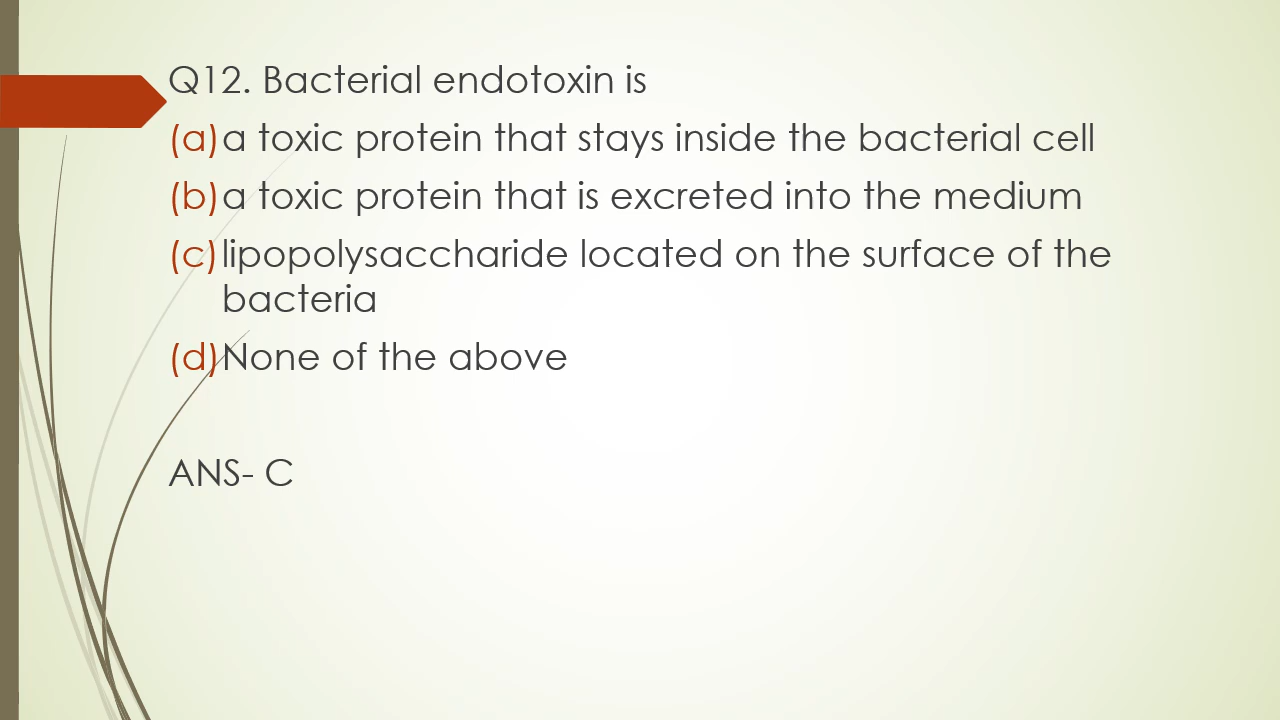 Q12. Bacterial endotoxin is
(a) a toxic protein that stays inside the bacterial cell
(b) a toxic protein that is excreted into the medium
(c) lipopolysaccharide located on the surface of the
bacteria
(d) None of the above
ANS- C